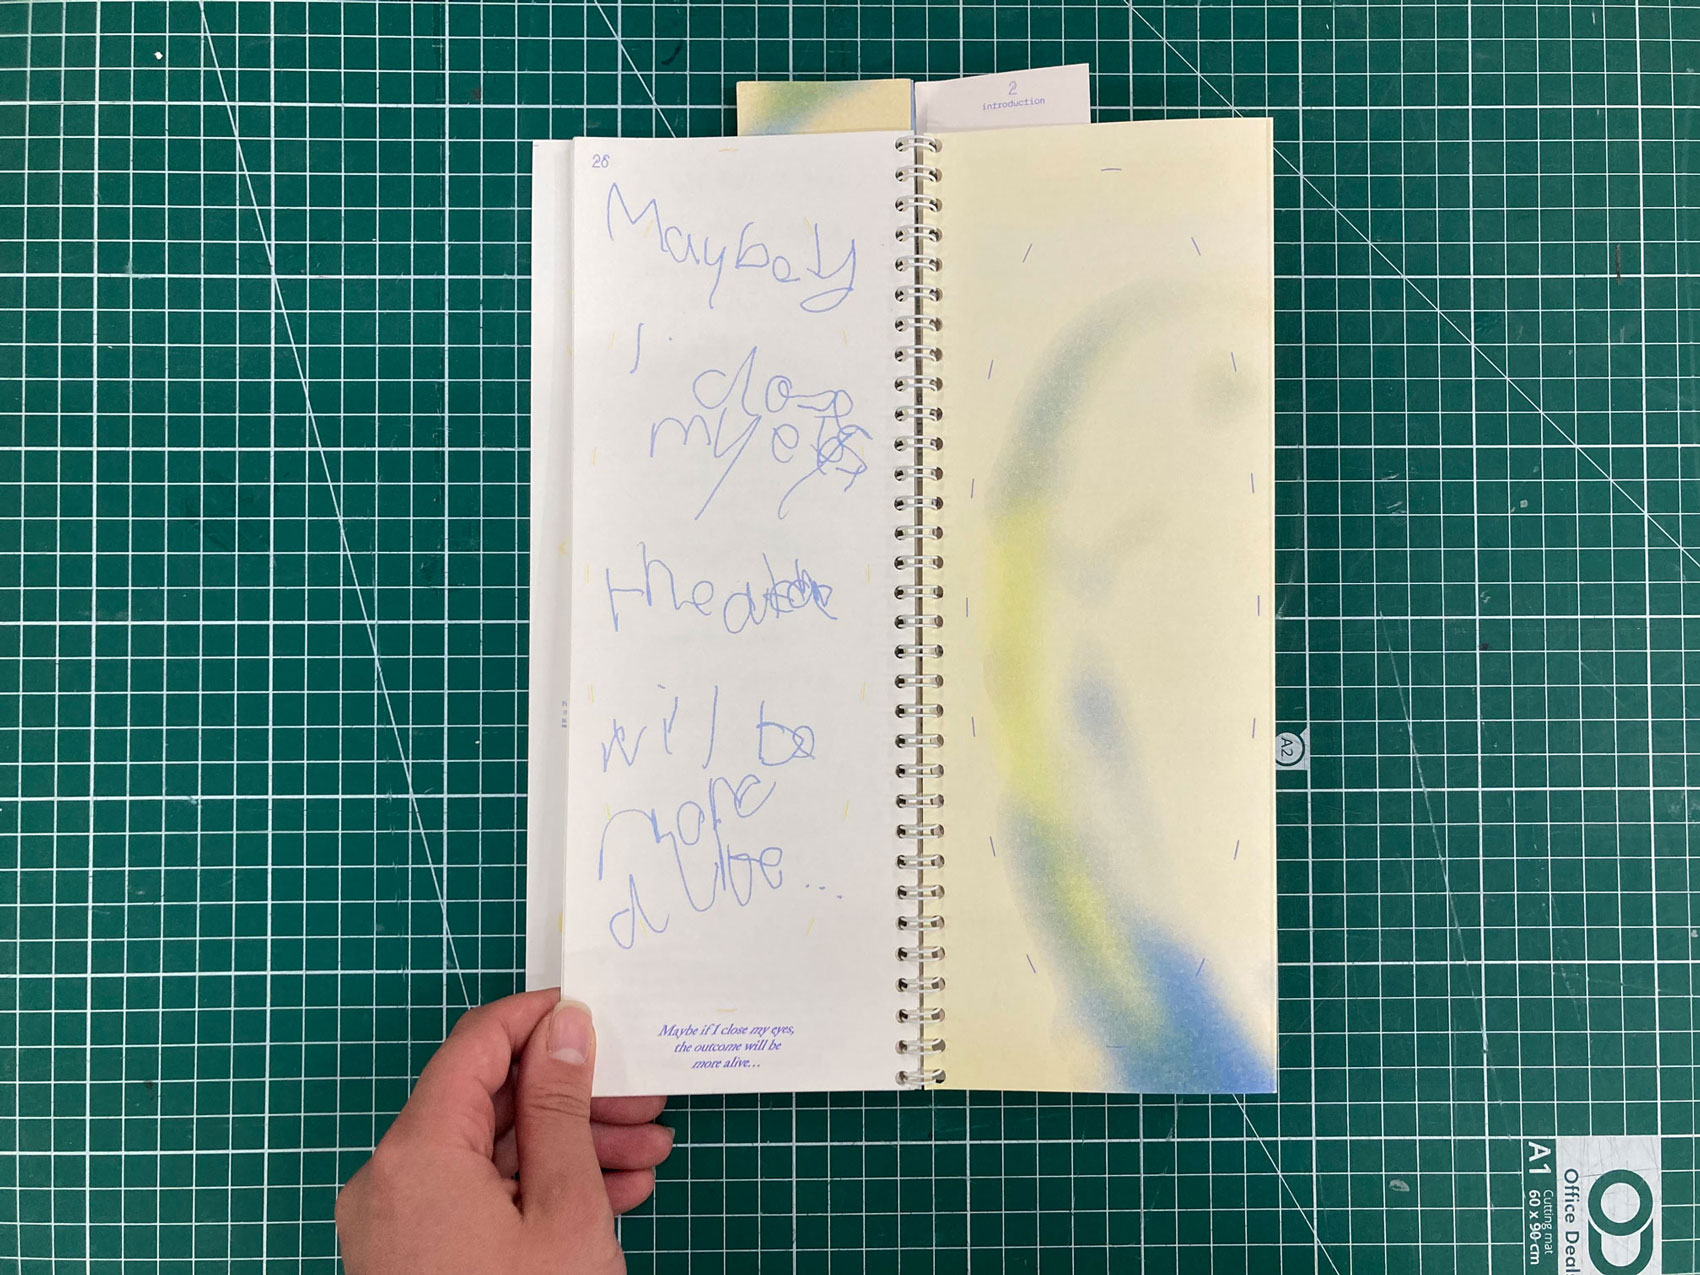 2
introduction
26
Maybe if
I close
my eyes
the outcome
will be
more
alive...
Maybe if I close my eyes,
the outcome will be
more alive...
A2
A1
Cutting mat
60 x 90 cm
Office Deal